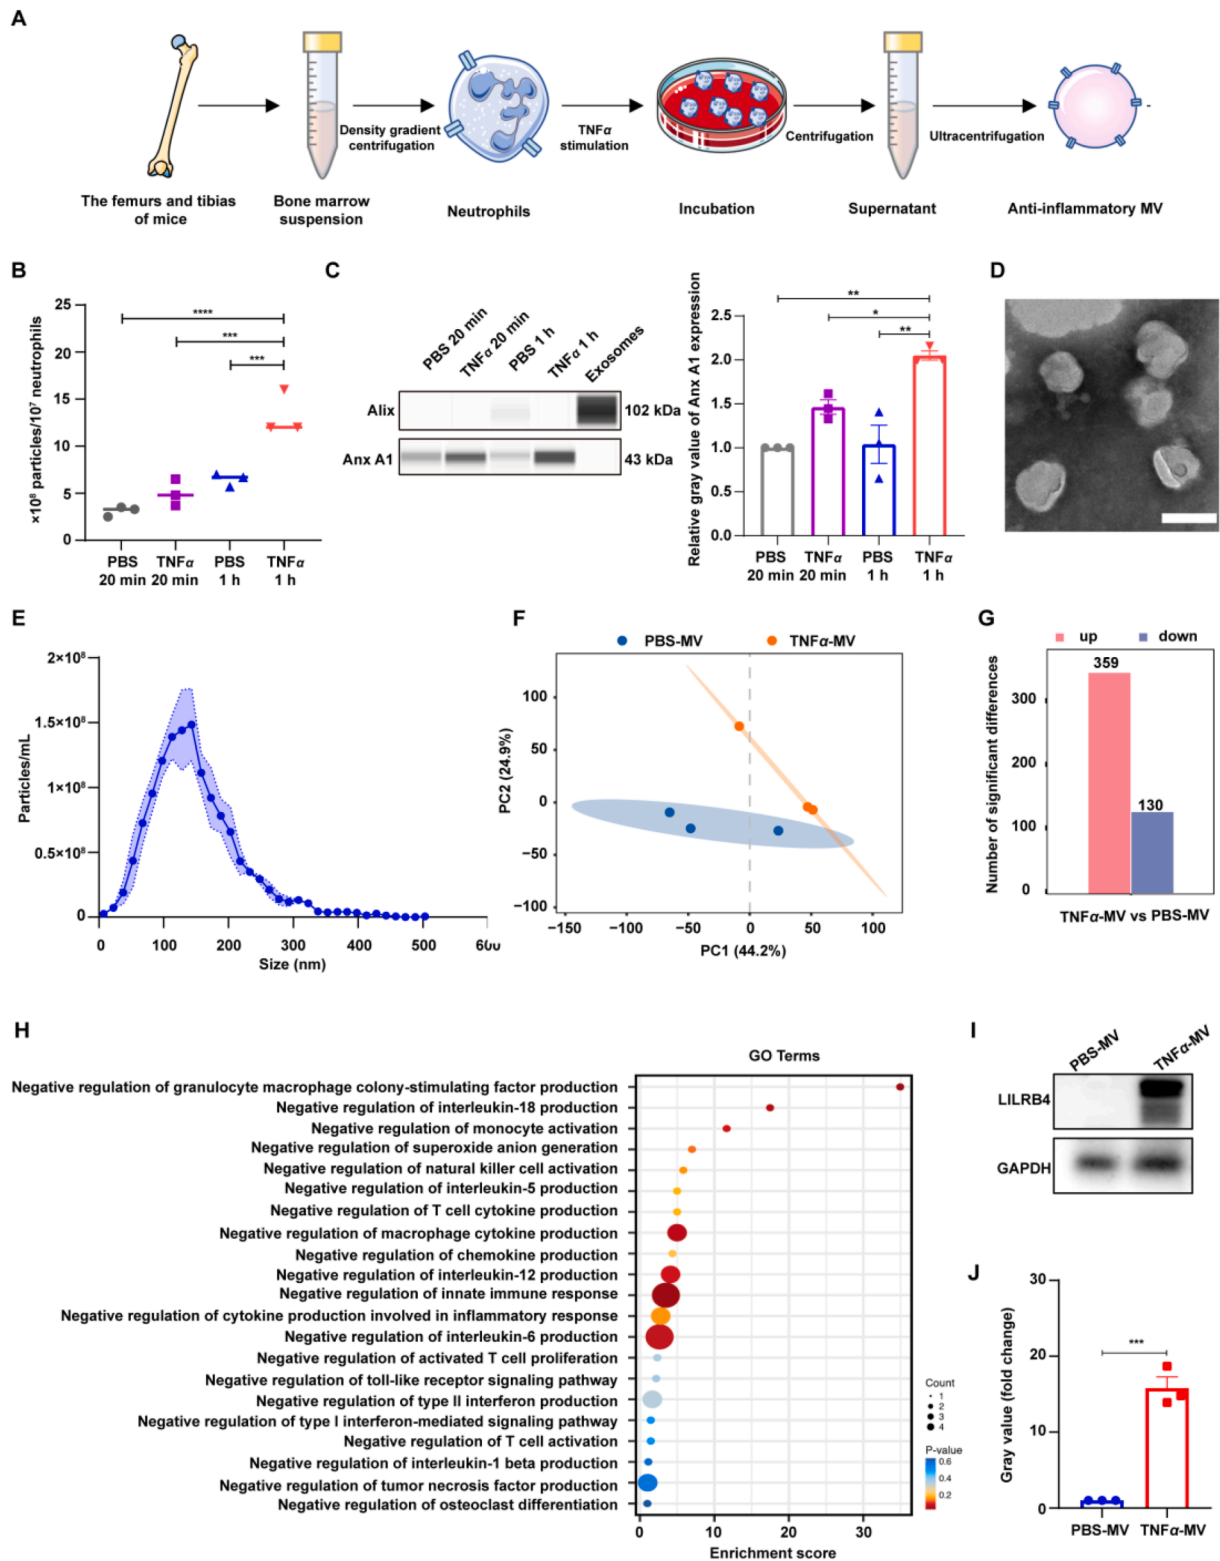 A
Density gradient
centrifugation
TNFα
stimulation
Centrifugation
Ultracentrifugation
The femurs and tibias
of mice
Bone marrow
suspension
Neutrophils
Incubation
Supernatant
Anti-inflammatory MV
B
×10⁸ particles/10⁷ neutrophils
25
20
15
10
5
0
****
***
***
PBS
20 min
TNFα
20 min
PBS
1 h
TNFα
1 h
C
PBS 20 min
TNFα 20 min
PBS 1 h
TNFα 1 h
Exosomes
Alix
102 kDa
Anx A1
43 kDa
Relative gray value of Anx A1 expression
2.5
2.0
1.5
1.0
0.5
0.0
**
*
**
PBS
20 min
TNFα
20 min
PBS
1 h
TNFα
1 h
D
E
Particles/mL
2×10⁸
1.5×10⁸
1×10⁸
0.5×10⁸
0
0 100 200 300 400 500 600
Size (nm)
F
PBS-MV
TNFα-MV
PC2 (24.9%)
100
50
0
−50
−100
−150 −100 −50 0 50 100
PC1 (44.2%)
G
up
down
Number of significant differences
359
130
300
200
100
0
TNFα-MV vs PBS-MV
H
GO Terms
Negative regulation of granulocyte macrophage colony-stimulating factor production
Negative regulation of interleukin-18 production
Negative regulation of monocyte activation
Negative regulation of superoxide anion generation
Negative regulation of natural killer cell activation
Negative regulation of interleukin-5 production
Negative regulation of T cell cytokine production
Negative regulation of macrophage cytokine production
Negative regulation of chemokine production
Negative regulation of interleukin-12 production
Negative regulation of innate immune response
Negative regulation of cytokine production involved in inflammatory response
Negative regulation of interleukin-6 production
Negative regulation of activated T cell proliferation
Negative regulation of toll-like receptor signaling pathway
Negative regulation of type II interferon production
Negative regulation of type I interferon-mediated signaling pathway
Negative regulation of T cell activation
Negative regulation of interleukin-1 beta production
Negative regulation of tumor necrosis factor production
Negative regulation of osteoclast differentiation
0 10 20 30
Enrichment score
Count
1
2
3
4
P-value
0.6
0.4
0.2
I
PBS-MV
TNFα-MV
LILRB4
GAPDH
J
Gray value (fold change)
30
20
10
0
***
PBS-MV
TNFα-MV